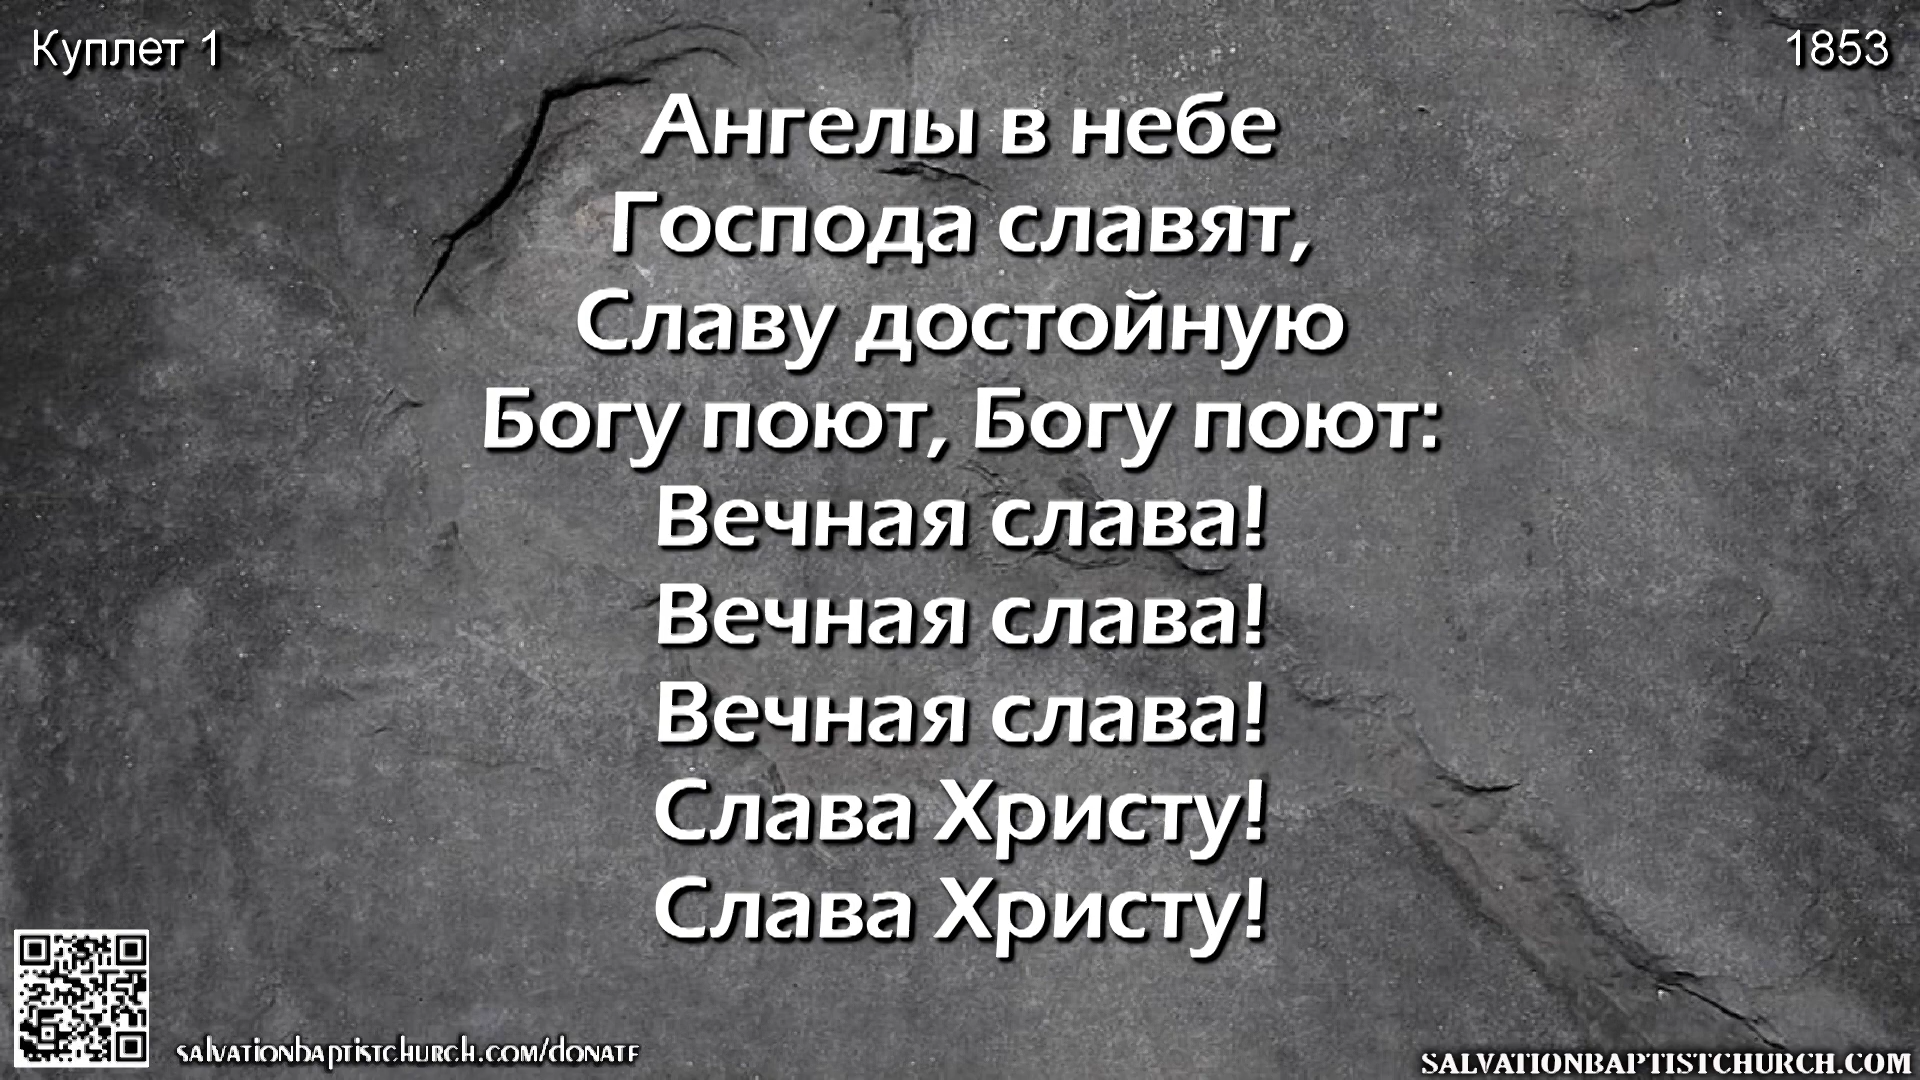 Куплет 1
1853
Ангелы в небе
Господа славят,
Славу достойную
Богу поют, Богу поют:
Вечная слава!
Вечная слава!
Вечная слава!
Слава Христу!
Слава Христу!
salvationbaptistchurch.com/donate
SALVATIONBAPTISTCHURCH.COM